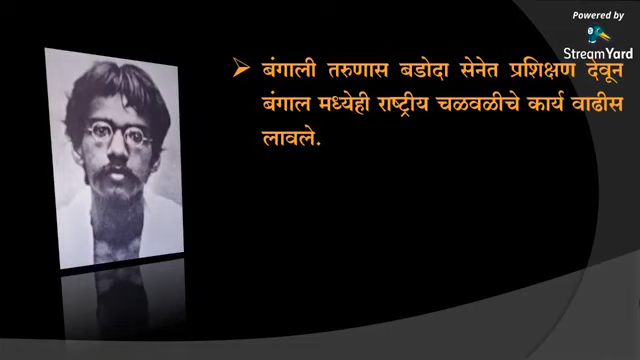 Powered by
StreamYard
बंगाली तरुणास बडोदा सेनेत प्रशिक्षण देवून
बंगाल मध्येही राष्ट्रीय चळवळीचे कार्य वाढीस
लावले.